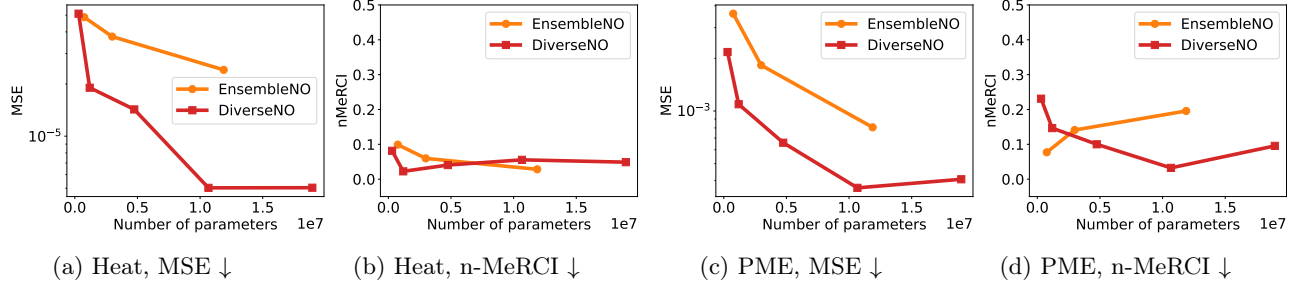 MSE
10⁻⁵
EnsembleNO
DiverseNO
0.0 0.5 1.0 1.5
Number of parameters 1e7
(a) Heat, MSE ↓
nMeRCI
0.5
0.4
0.3
0.2
0.1
0.0
EnsembleNO
DiverseNO
0.0 0.5 1.0 1.5
Number of parameters 1e7
(b) Heat, n-MeRCI ↓
MSE
10⁻³
EnsembleNO
DiverseNO
0.0 0.5 1.0 1.5
Number of parameters 1e7
(c) PME, MSE ↓
nMeRCI
0.5
0.4
0.3
0.2
0.1
0.0
EnsembleNO
DiverseNO
0.0 0.5 1.0 1.5
Number of parameters 1e7
(d) PME, n-MeRCI ↓